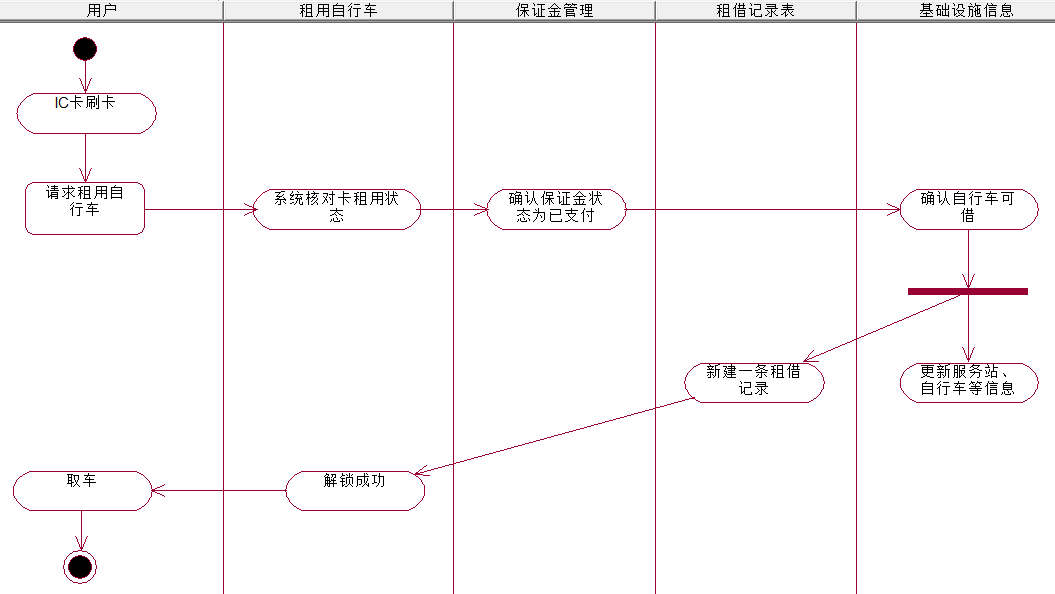 用户
租用自行车
保证金管理
租借记录表
基础设施信息
IC卡刷卡
请求租用自
行车
系统核对卡租用状
态
确认保证金状
态为已支付
确认自行车可
借
新建一条租借
记录
更新服务站、
自行车等信息
取车
解锁成功